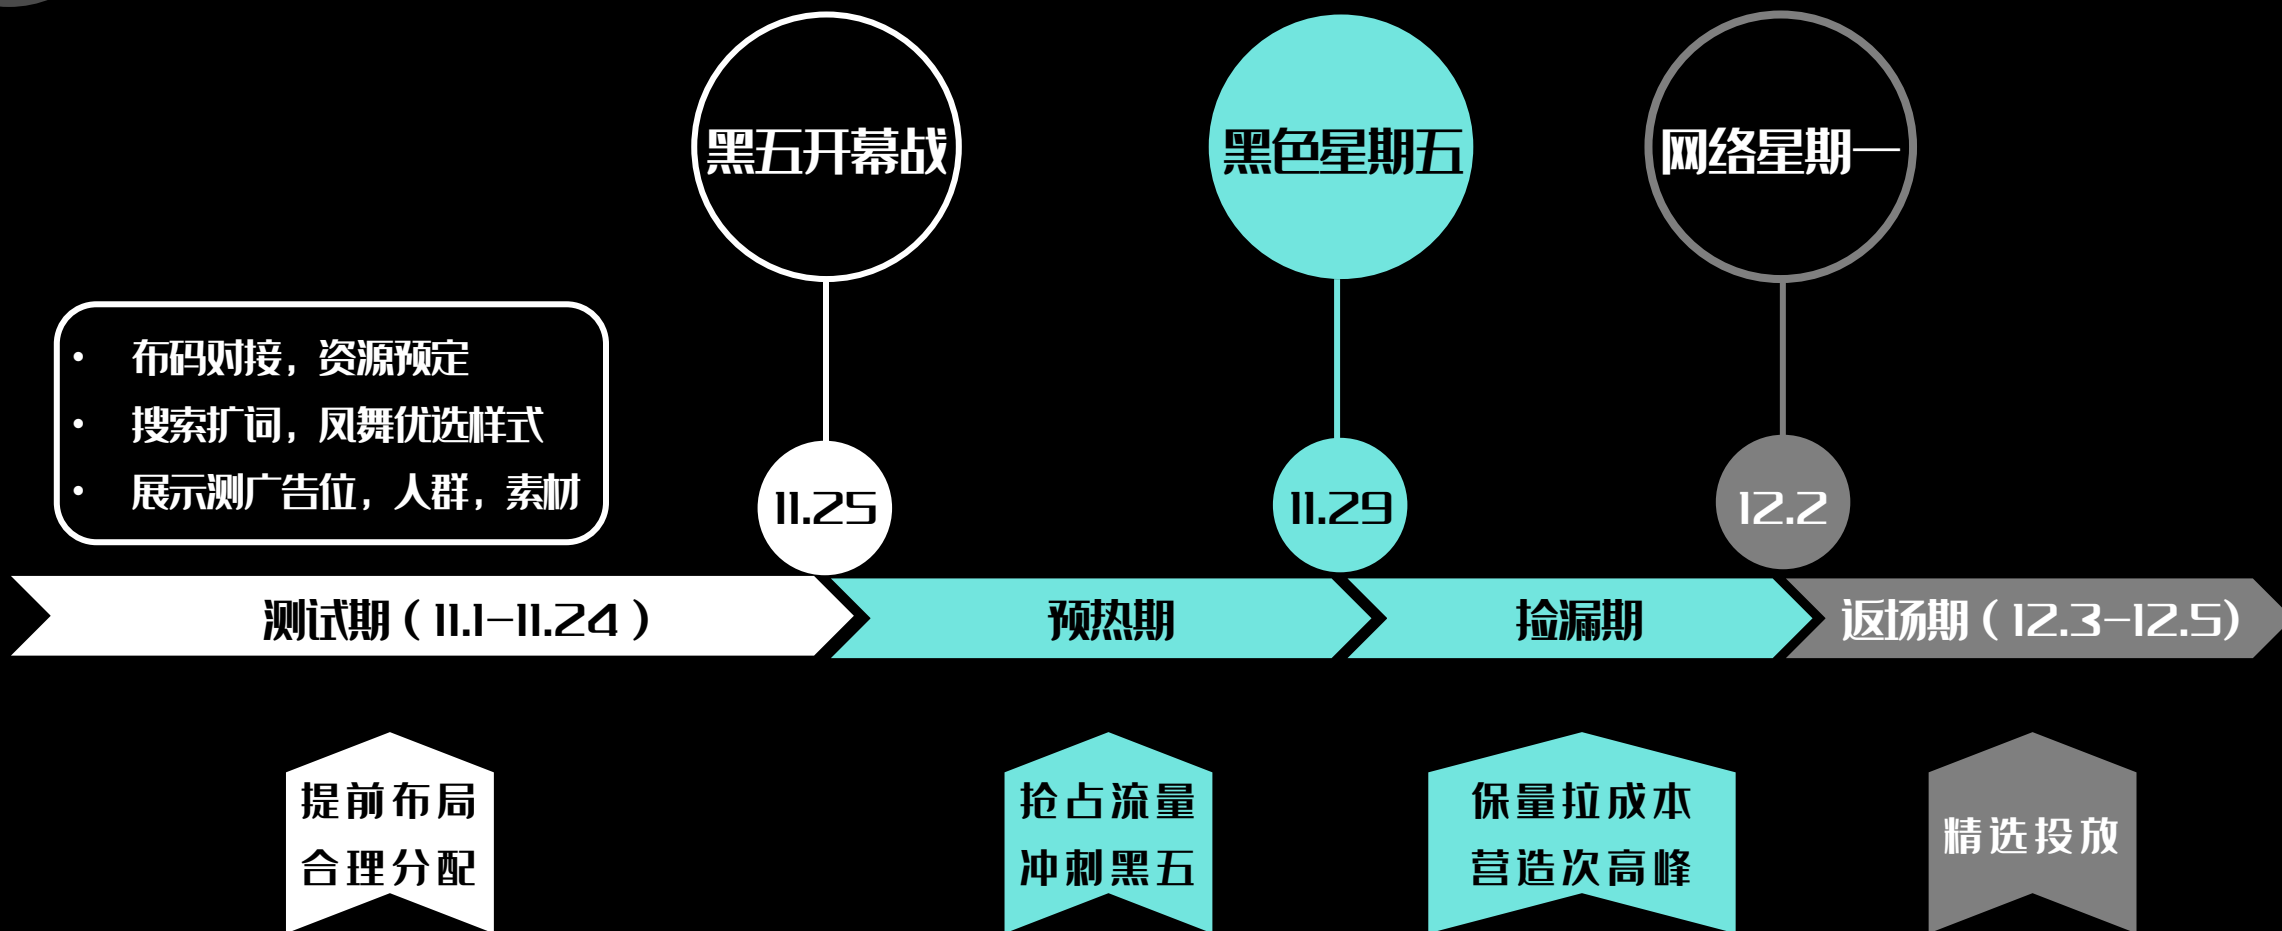 黑五开幕战
黑色星期五
网络星期一
• 布码对接，资源预定
• 搜索扩词，凤舞优选样式
• 展示测广告位，人群，素材
11.25
11.29
12.2
测试期（11.1-11.24）
预热期
捡漏期
返场期（12.3-12.5）
提前布局
合理分配
抢占流量
冲刺黑五
保量拉成本
营造次高峰
精选投放